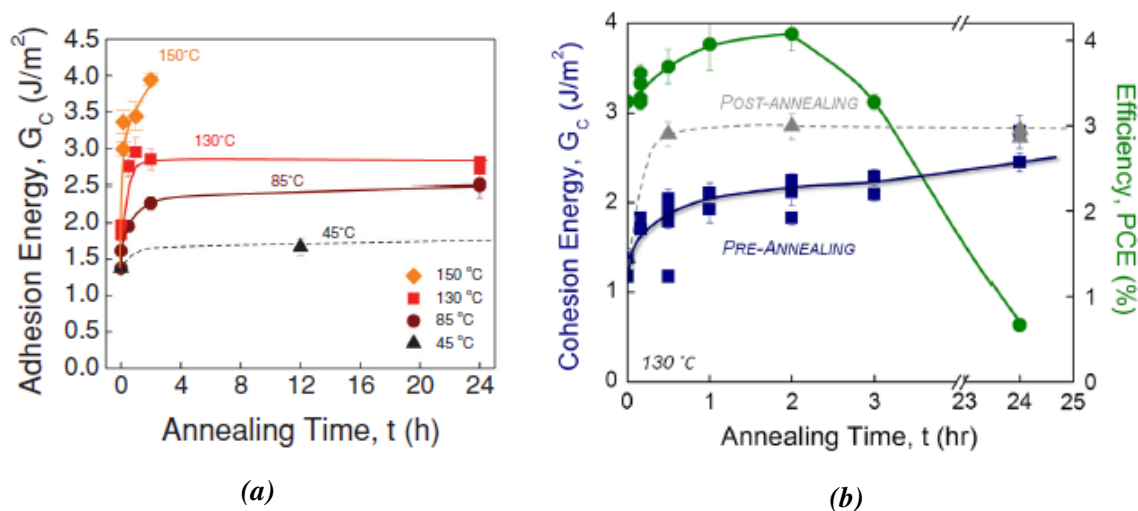 4.5
4.0
3.5
3.0
2.5
2.0
1.5
1.0
0.5
0.0
Adhesion Energy, G_C (J/m²)
150°C
130°C
85°C
45°C
150 °C
130 °C
85 °C
45 °C
0 4 8 12 16 20 24
Annealing Time, t (h)
(a)
b)
4
3
2
1
0
Cohesion Energy, G_C (J/m²)
POST-ANNEALING
PRE-ANNEALING
130 °C
4
3
2
1
0
Efficiency, PCE (%)
0 1 2 3 23 24 25
Annealing Time, t (hr)
(b)